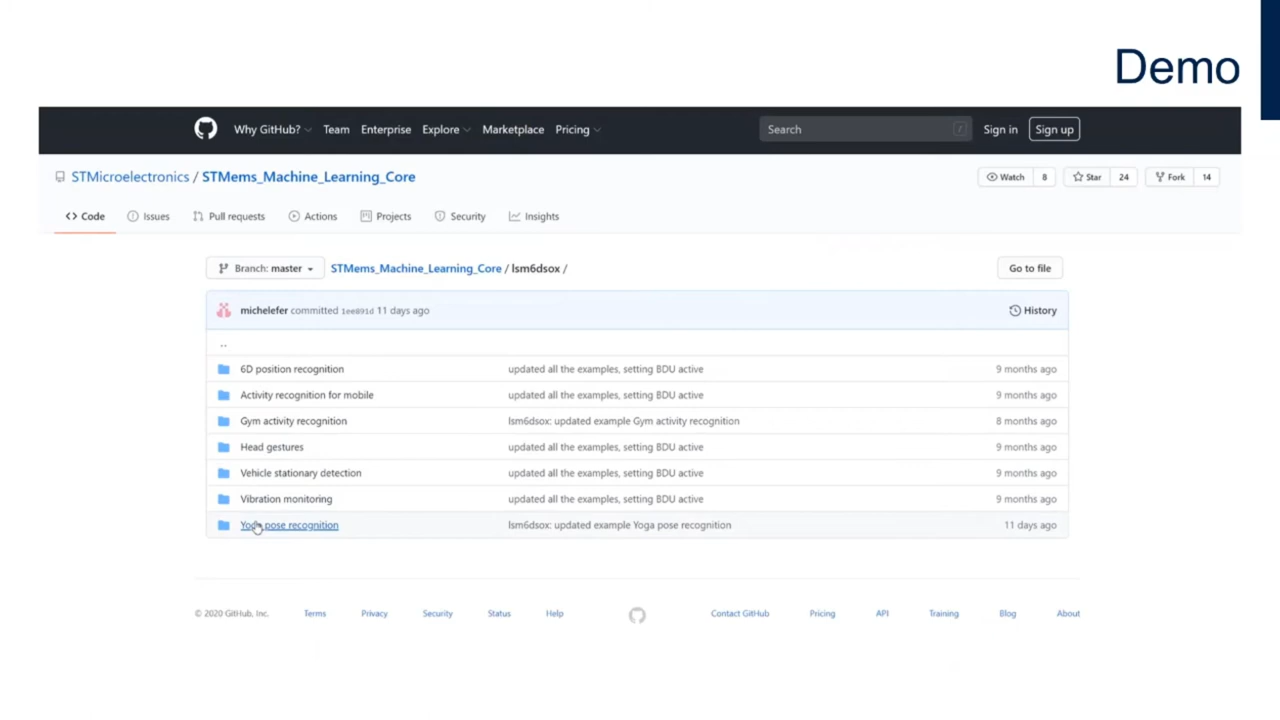 Demo
Why GitHub? Team Enterprise Explore Marketplace Pricing Search / Sign in Sign up
STMicroelectronics / STMems_Machine_Learning_Core Watch 8 Star 24 Fork 14
Code Issues Pull requests Actions Projects Security Insights
Branch: master STMems_Machine_Learning_Core / lsm6dsox / Go to file
michelefer committed 1ee891d 11 days ago History
..
6D position recognition updated all the examples, setting BDU active 9 months ago
Activity recognition for mobile updated all the examples, setting BDU active 9 months ago
Gym activity recognition lsm6dsox: updated example Gym activity recognition 8 months ago
Head gestures updated all the examples, setting BDU active 9 months ago
Vehicle stationary detection updated all the examples, setting BDU active 9 months ago
Vibration monitoring updated all the examples, setting BDU active 9 months ago
Yoga pose recognition lsm6dsox: updated example Yoga pose recognition 11 days ago
© 2020 GitHub, Inc. Terms Privacy Security Status Help Contact GitHub Pricing API Training Blog About